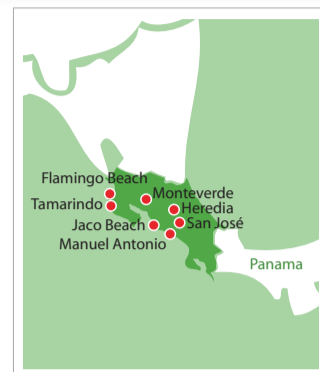 Flamingo Beach
Monteverde
Tamarindo
Heredia
Jaco Beach
San José
Manuel Antonio
Panama